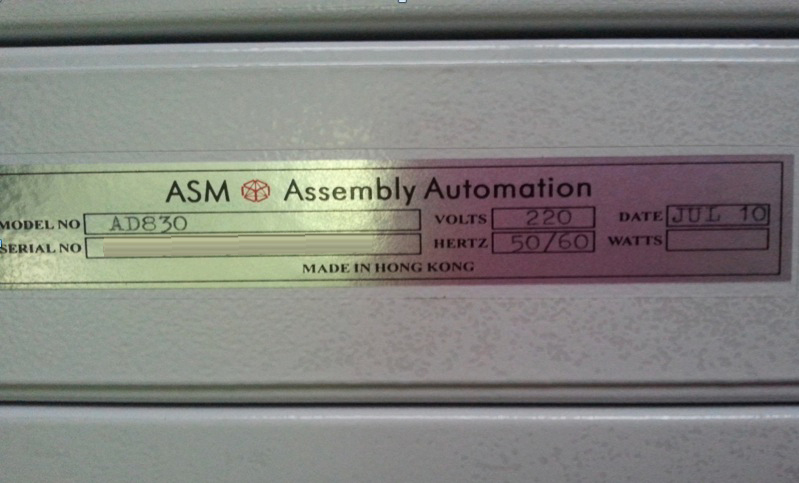 ASM Assembly Automation
MODEL NO AD830 VOLTS 220 DATE JUL 10
SERIAL NO HERTZ 50/60 WATTS
MADE IN HONG KONG